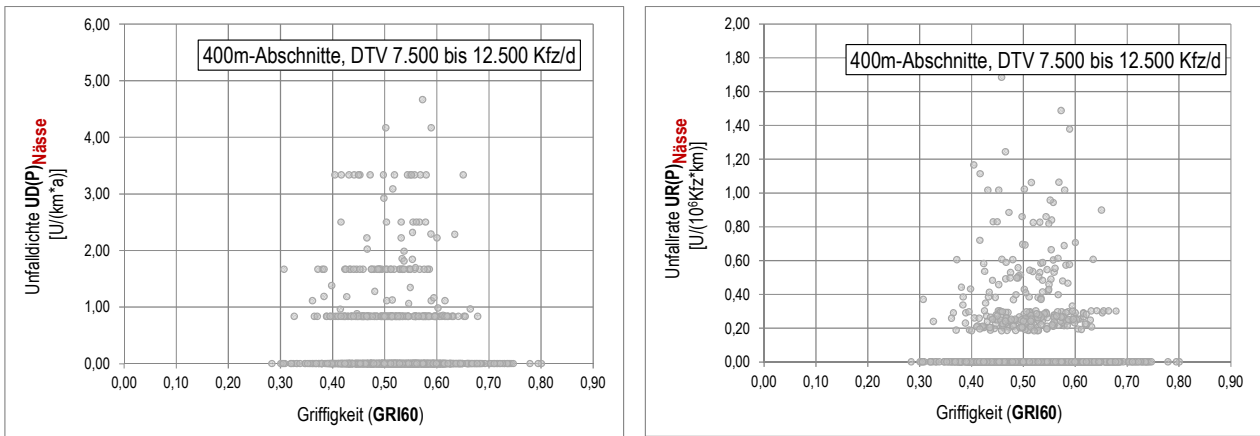 6,00
5,00
4,00
3,00
2,00
1,00
0,00
0,00 0,10 0,20 0,30 0,40 0,50 0,60 0,70 0,80 0,90
400m-Abschnitte, DTV 7.500 bis 12.500 Kfz/d
Unfalldichte UD(P)Nässe
[U/(km*a)]
Griffigkeit (GRI60)
2,00
1,80
1,60
1,40
1,20
1,00
0,80
0,60
0,40
0,20
0,00
0,00 0,10 0,20 0,30 0,40 0,50 0,60 0,70 0,80 0,90
400m-Abschnitte, DTV 7.500 bis 12.500 Kfz/d
Unfallrate UR(P)Nässe
[U/(10⁶Kfz*km)]
Griffigkeit (GRI60)